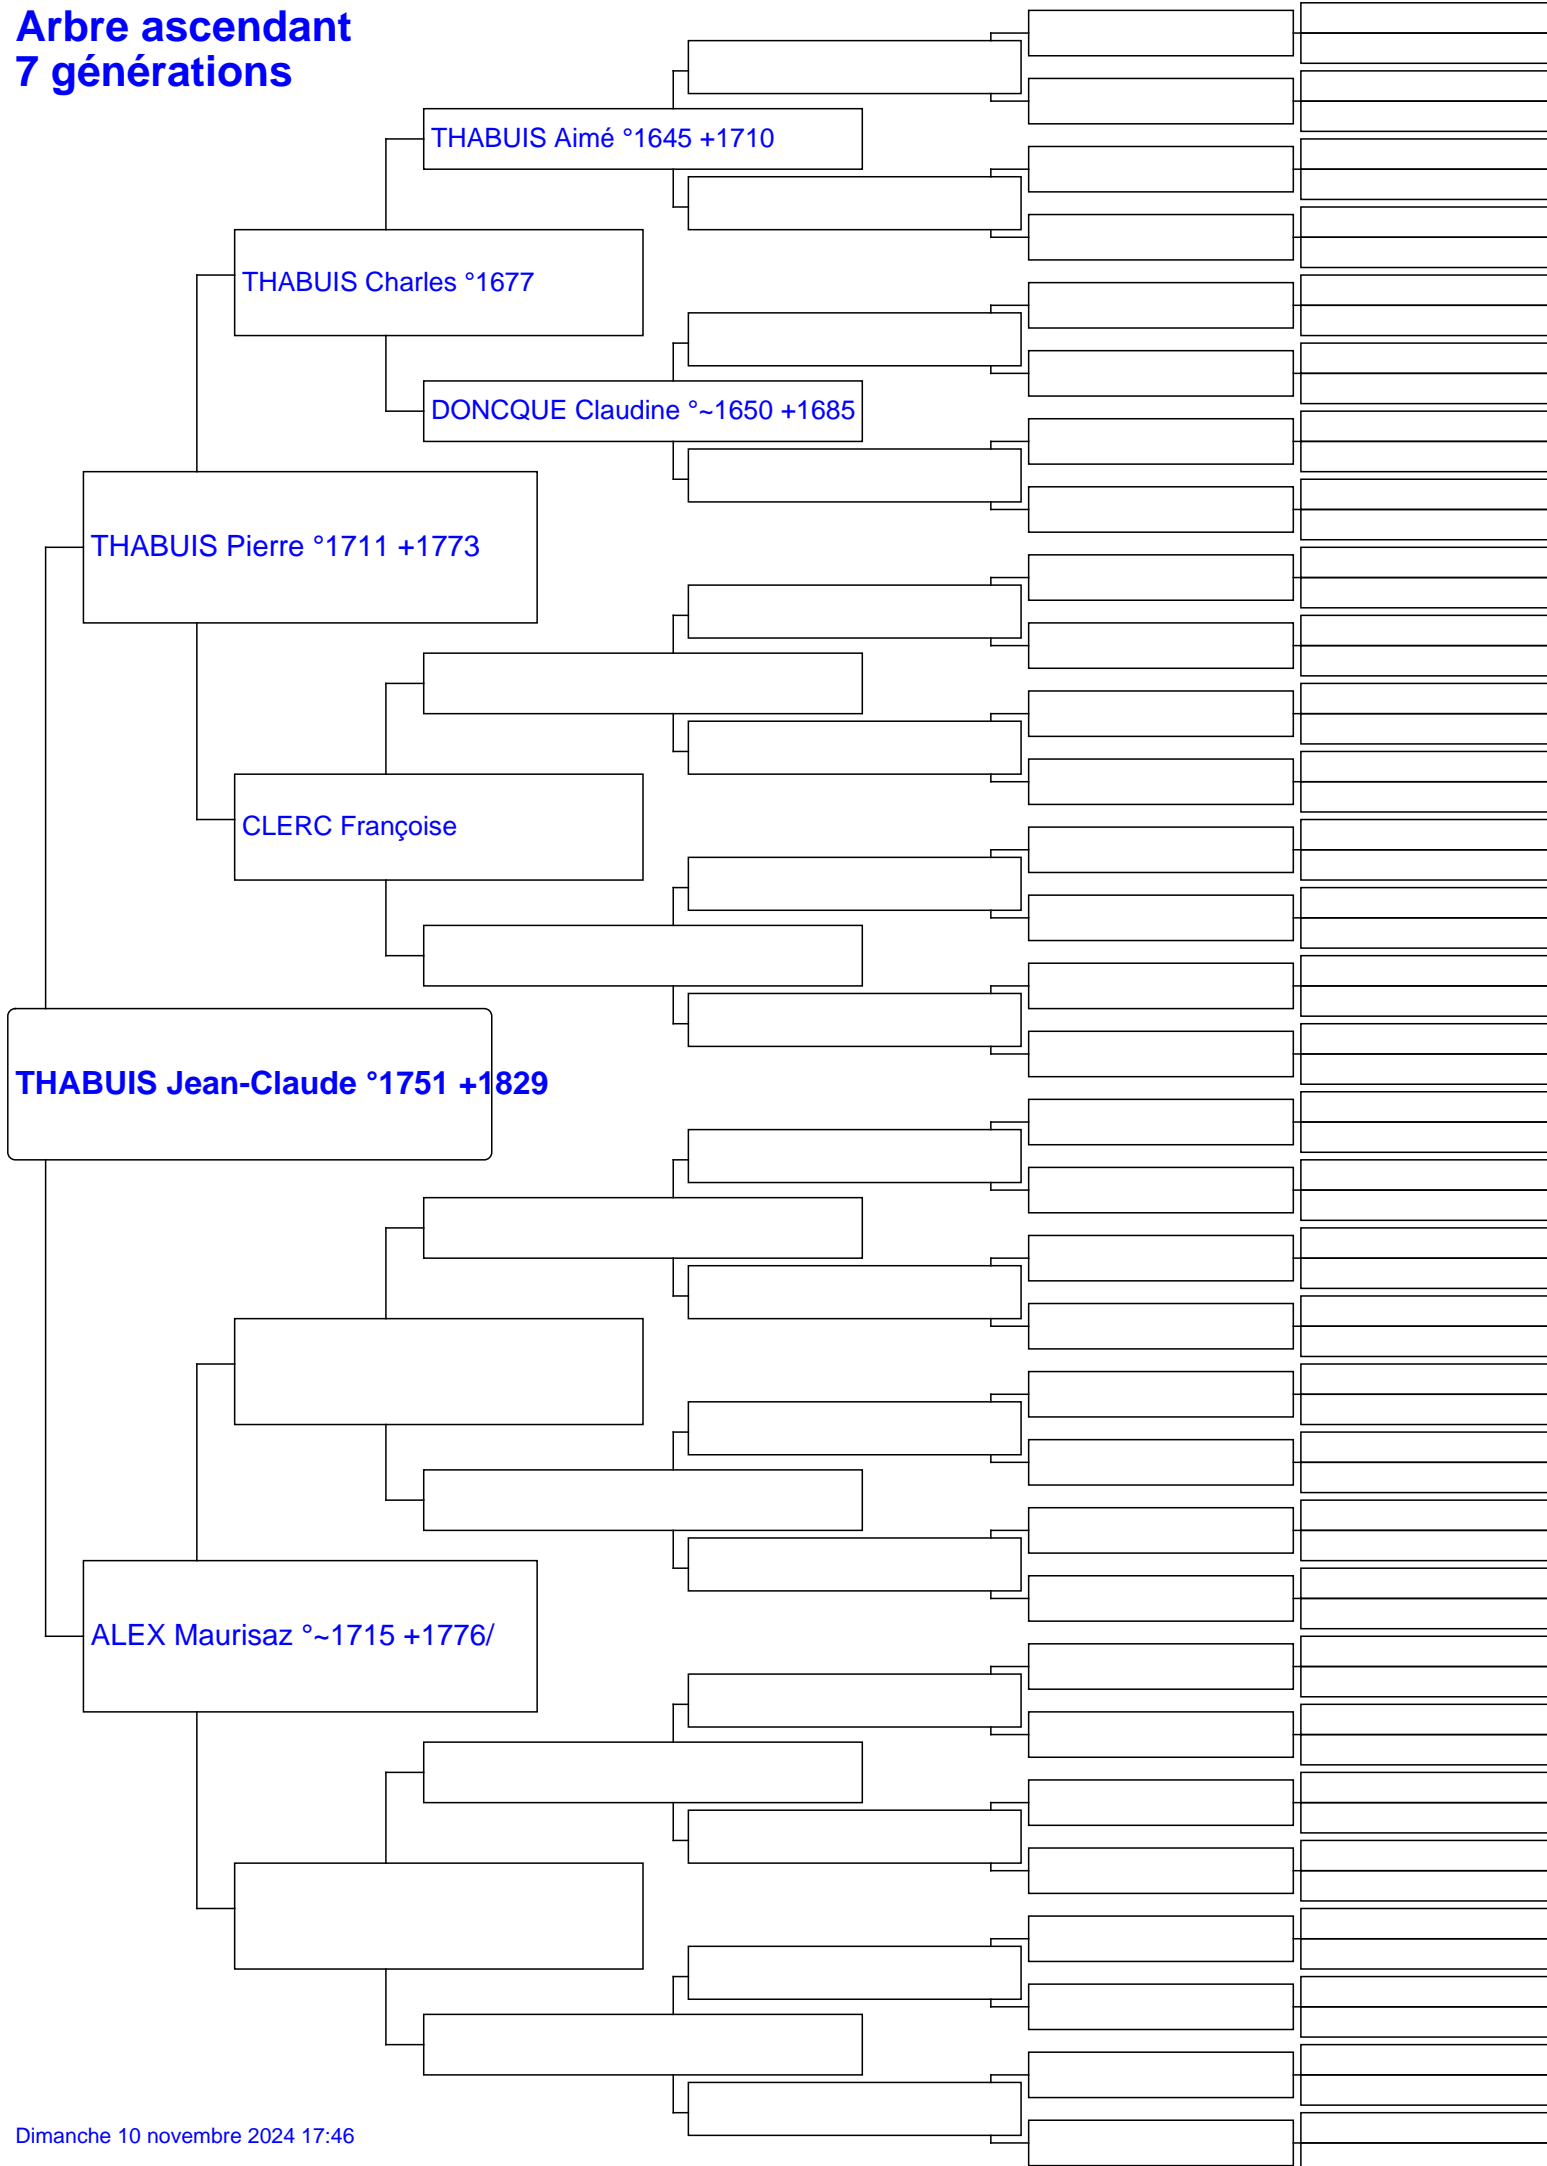 Arbre ascendant
7 générations
THABUIS Aimé °1645 +1710
THABUIS Charles °1677
DONCQUE Claudine °~1650 +1685
THABUIS Pierre °1711 +1773
CLERC Françoise
THABUIS Jean-Claude °1751 +1829
ALEX Maurisaz °~1715 +1776/
Dimanche 10 novembre 2024 17:46